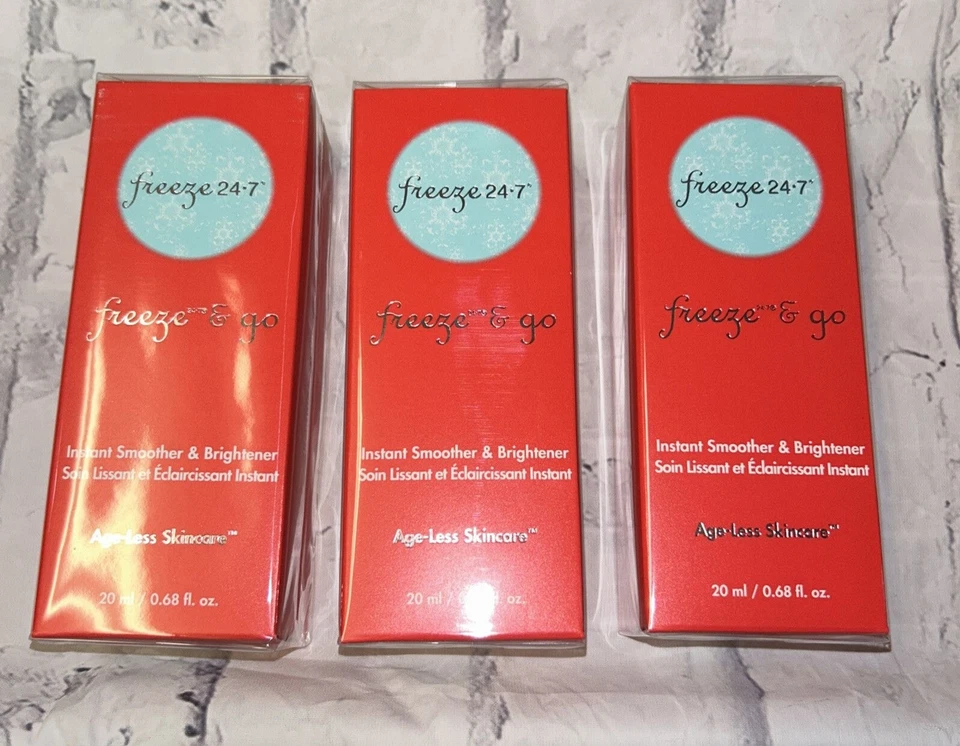 freeze 24·7
freeze & go
Instant Smoother & Brightener
Soin Lissant et Éclaircissant Instant
Age-Less Skincare™
20 ml / 0.68 fl. oz.
freeze 24·7
freeze & go
Instant Smoother & Brightener
Soin Lissant et Éclaircissant Instant
Age-Less Skincare™
20 ml / 0. fl. oz.
freeze 24·7
freeze & go
Instant Smoother & Brightener
Soin Lissant et Éclaircissant Instant
Age-Less Skincare™
20 ml / 0.68 fl. oz.